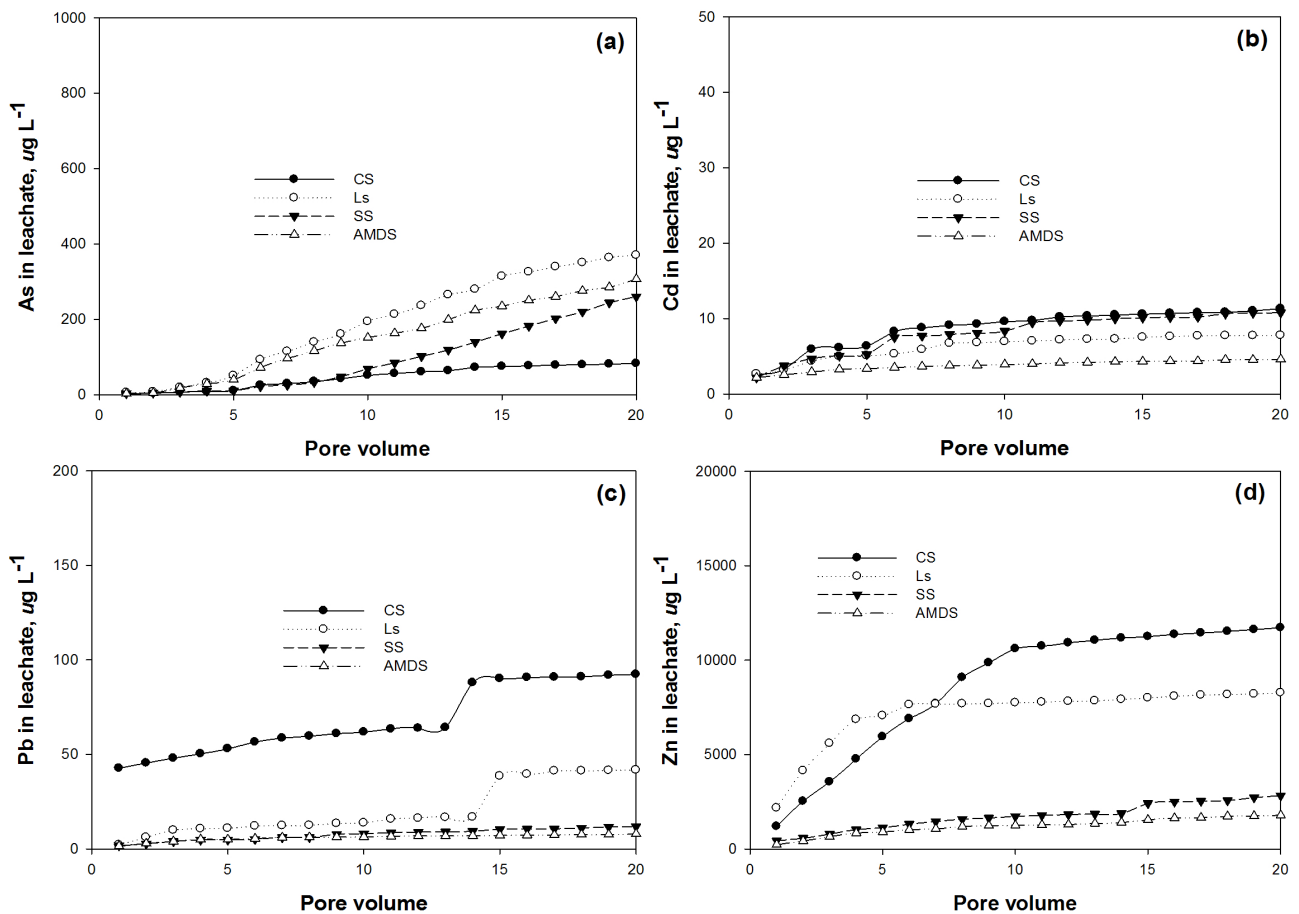 (a)
As in leachate, ug L-1
1000
800
600
400
200
0
CS
Ls
SS
AMDS
0 5 10 15 20
Pore volume
(b)
Cd in leachate, ug L-1
50
40
30
20
10
0
CS
Ls
SS
AMDS
0 5 10 15 20
Pore volume
(c)
Pb in leachate, ug L-1
200
150
100
50
0
CS
Ls
SS
AMDS
0 5 10 15 20
Pore volume
(d)
Zn in leachate, ug L-1
20000
15000
10000
5000
0
CS
Ls
SS
AMDS
0 5 10 15 20
Pore volume